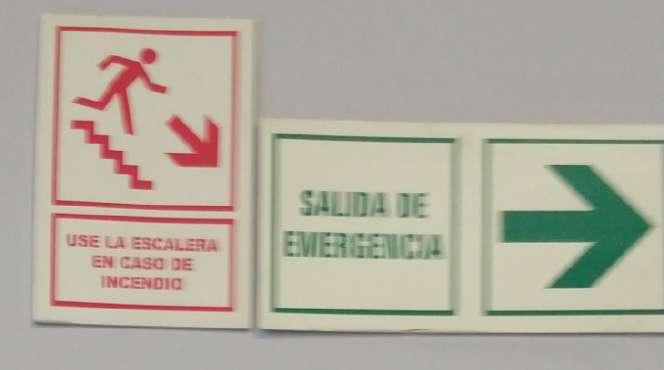 USE LA ESCALERA
EN CASO DE
INCENDIO
SALIDA DE
EMERGENCIA